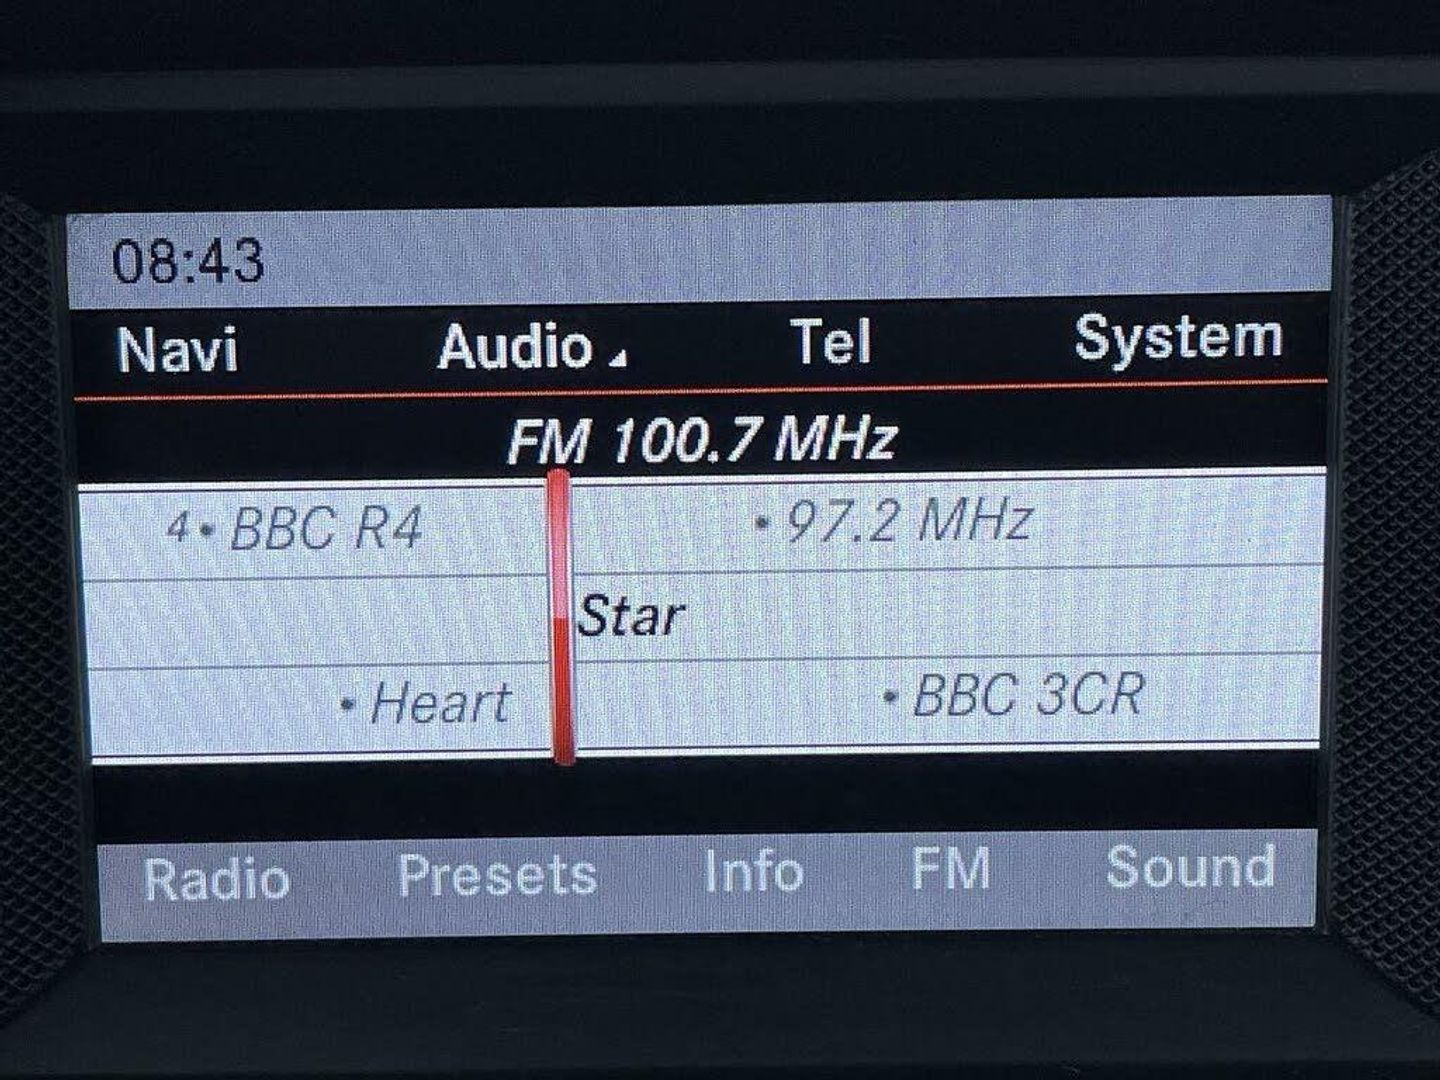 08:43
Navi Audio Tel System
FM 100.7 MHz
4• BBC R4 • 97.2 MHz
Star
• Heart • BBC 3CR
Radio Presets Info FM Sound